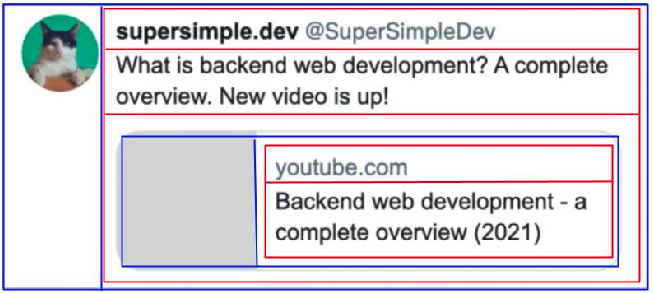 supersimple.dev @SuperSimpleDev
What is backend web development? A complete
overview. New video is up!
youtube.com
Backend web development - a
complete overview (2021)